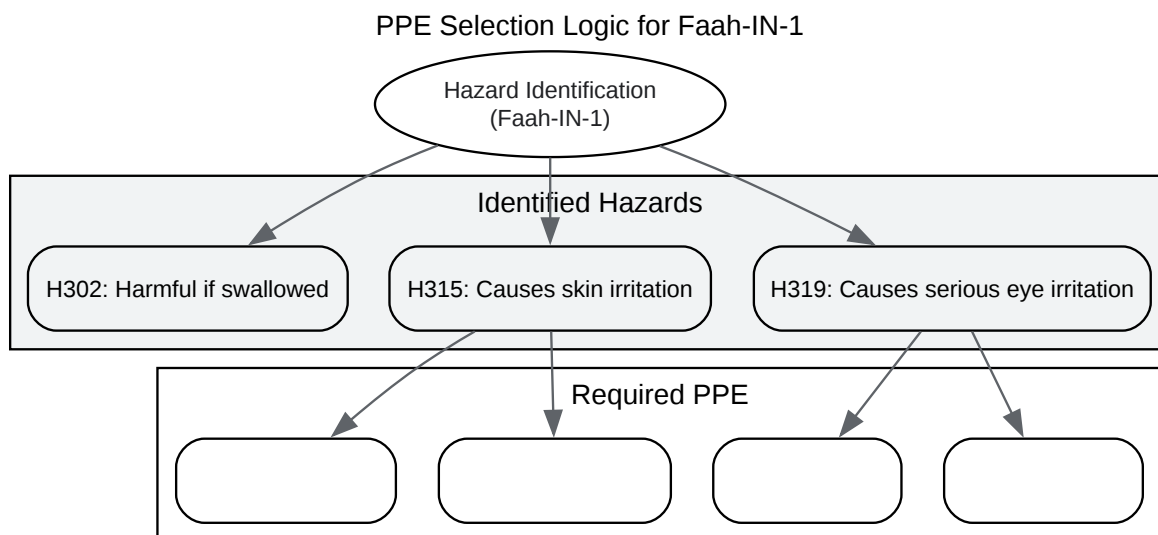 PPE Selection Logic for Faah-IN-1
Hazard Identification
(Faah-IN-1)
Identified Hazards
H302: Harmful if swallowed
H315: Causes skin irritation
H319: Causes serious eye irritation
Required PPE